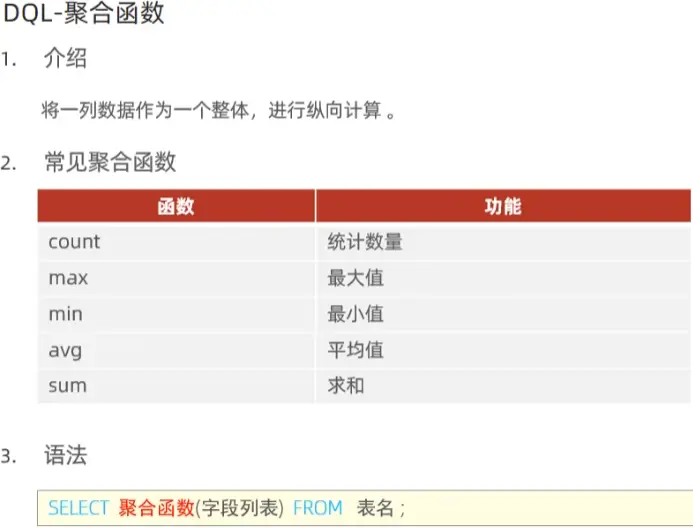 DQL-聚合函数
1. 介绍
将一列数据作为一个整体，进行纵向计算 。
2. 常见聚合函数
函数 功能
count 统计数量
max 最大值
min 最小值
avg 平均值
sum 求和
3. 语法
SELECT 聚合函数(字段列表) FROM 表名 ;